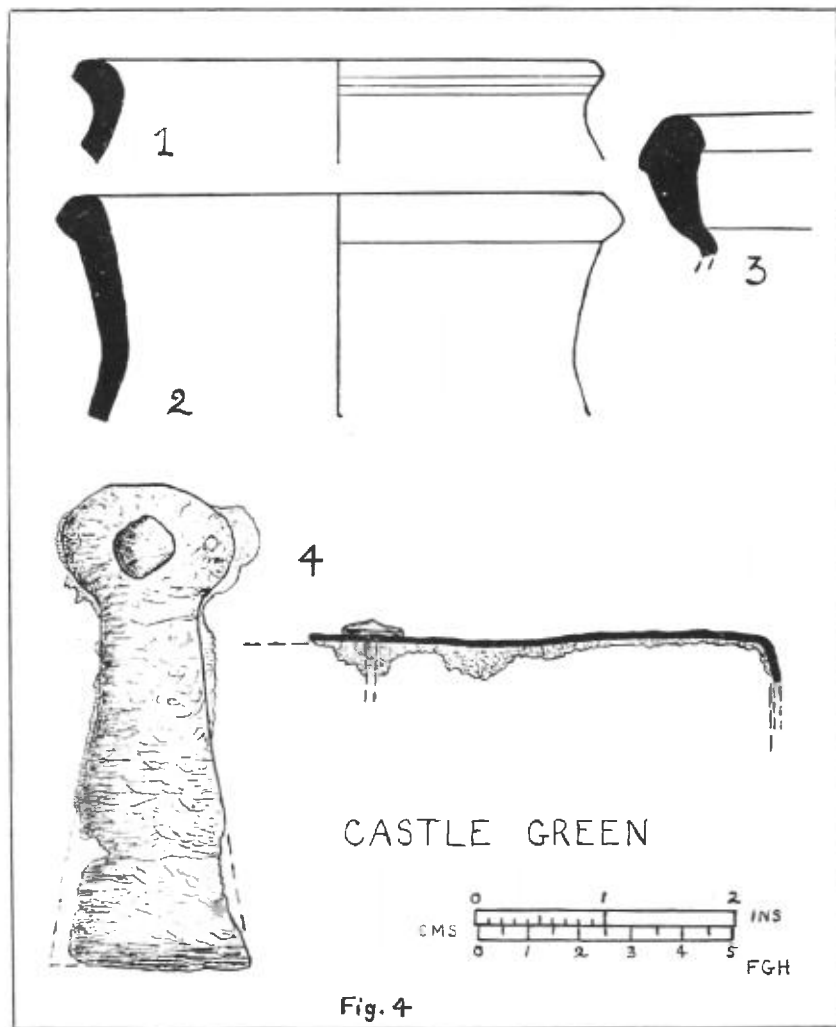 1
2
3
4
CASTLE GREEN
0 1 2
INS
CMS
0 1 2 3 4 5
FGH
Fig. 4